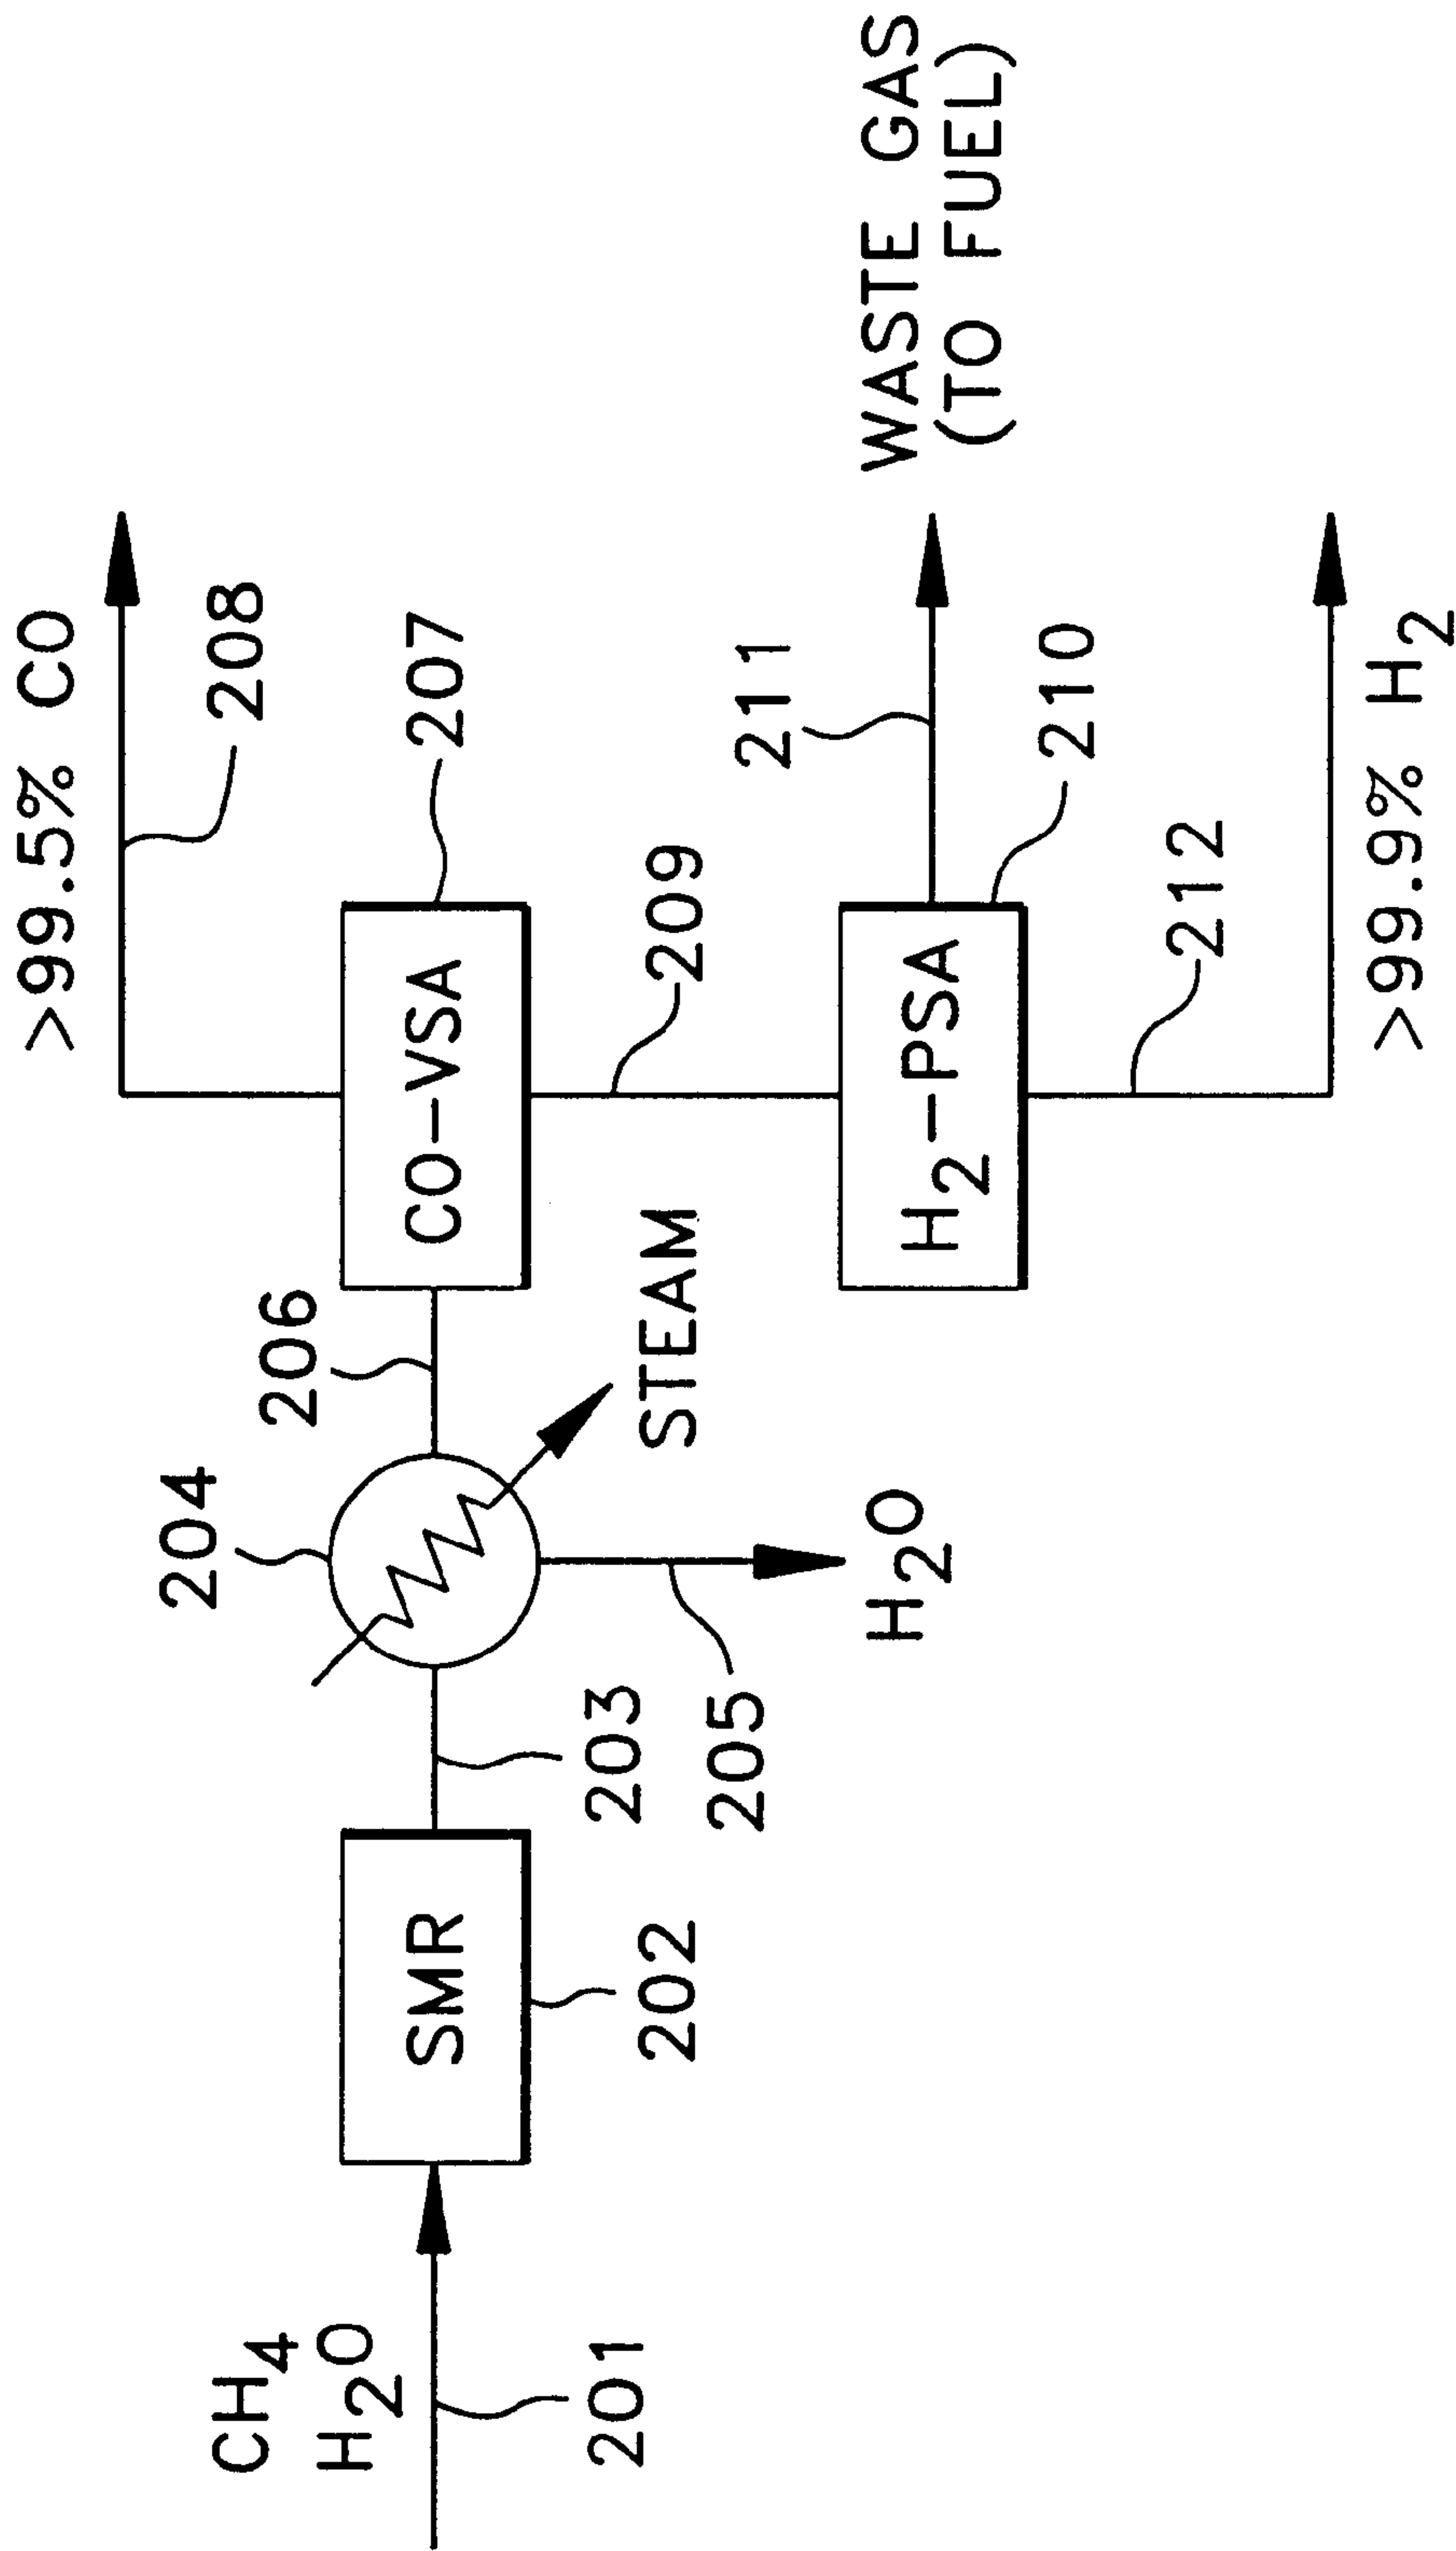 >99.5% CO
208
CH₄
H₂O
201
SMR
202
203
204
205
H₂O
STEAM
206
CO-VSA
207
209
H₂-PSA
210
211
WASTE GAS
(TO FUEL)
212
>99.9% H₂